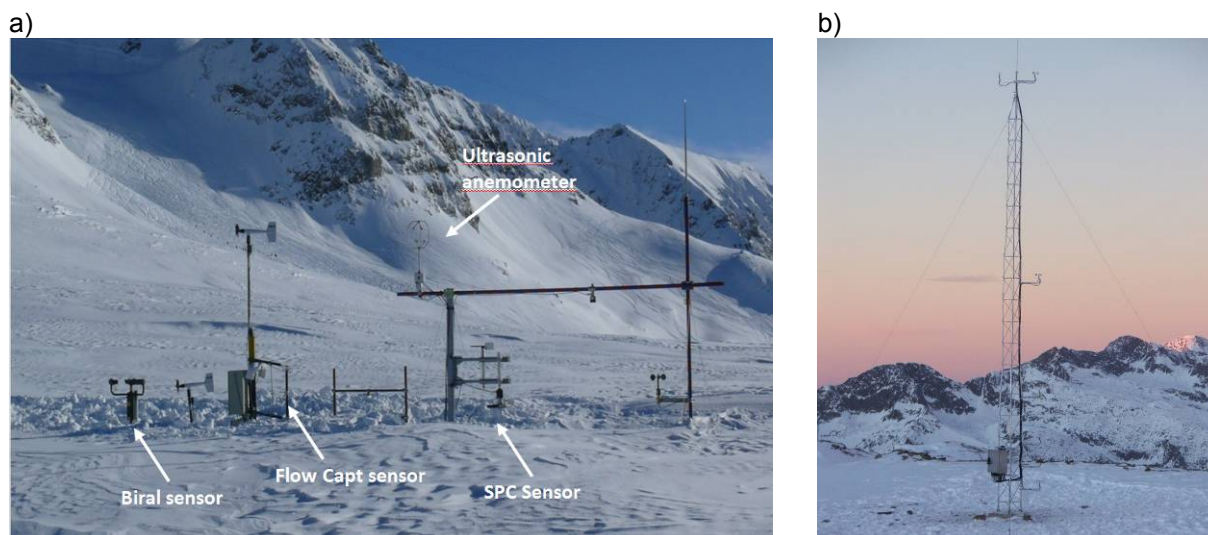 a)
b)
Ultrasonic
anemometer
Flow Capt sensor
SPC Sensor
Biral sensor